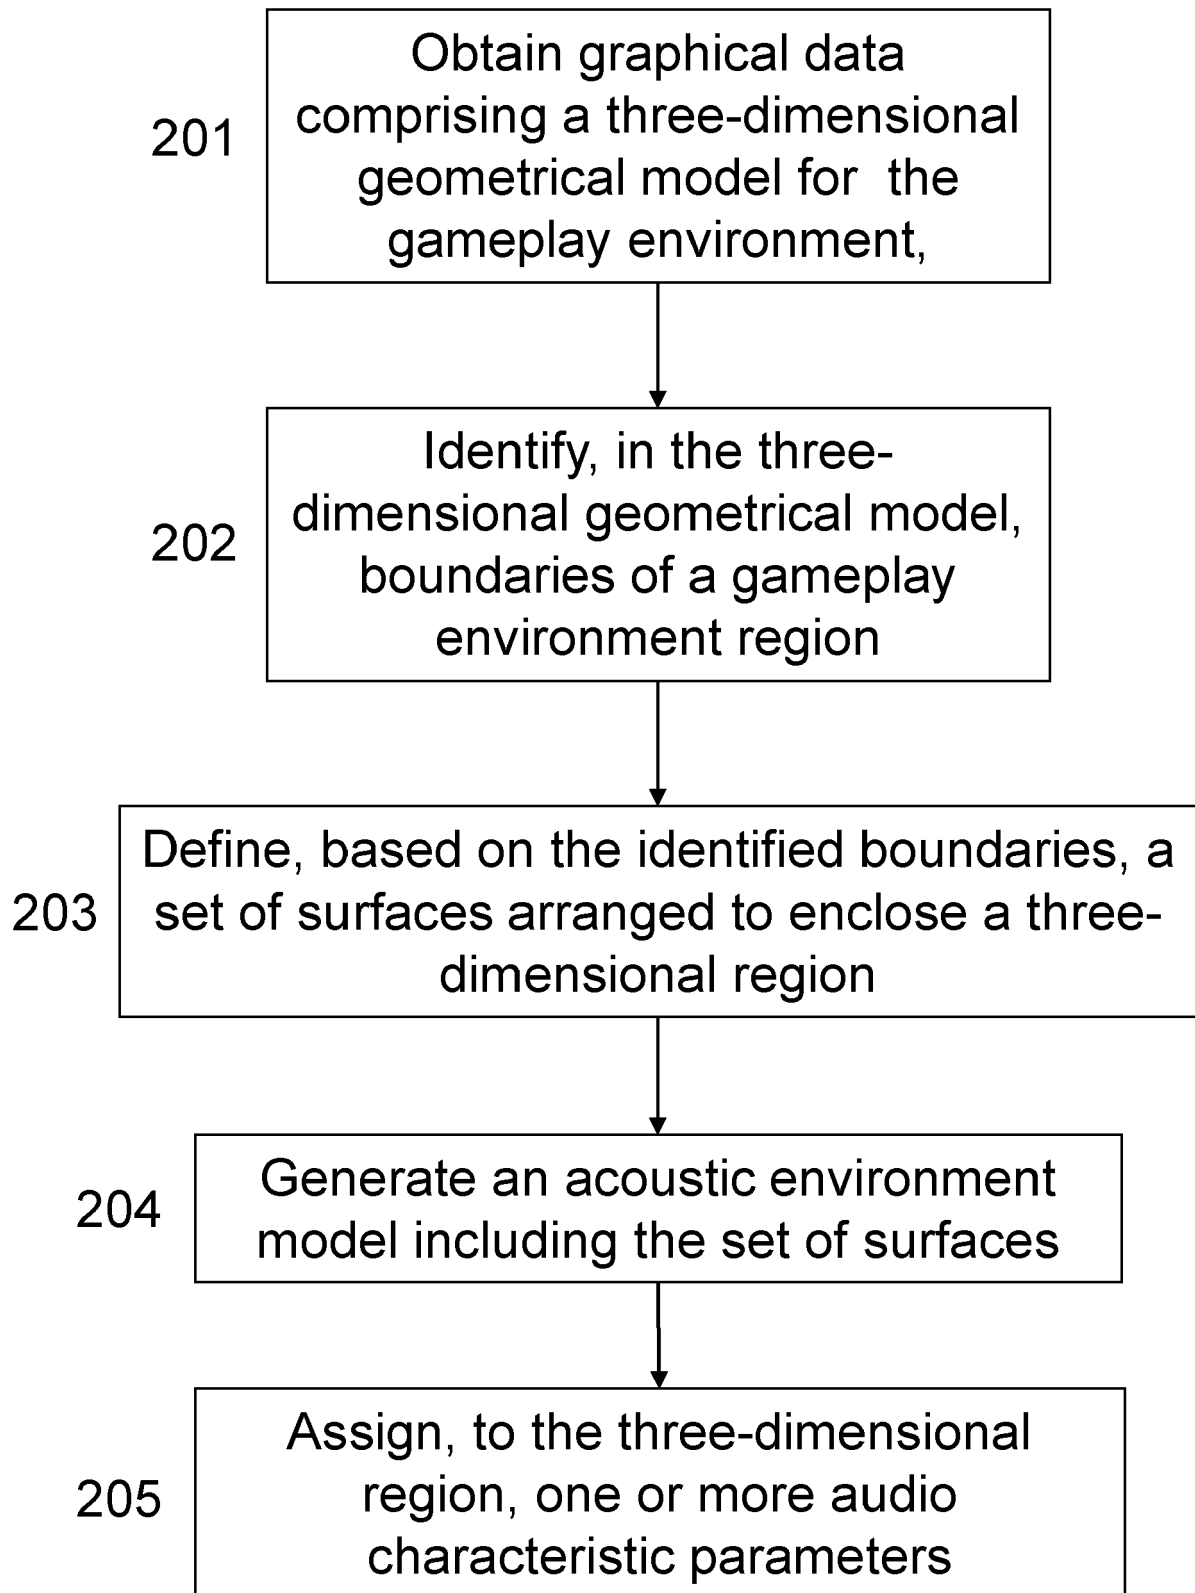 Obtain graphical data
comprising a three-dimensional
201
geometrical model for  the
gameplay environment,
Identify, in the three-
dimensional geometrical model,
202
boundaries of a gameplay
environment region
Define, based on the identified boundaries, a
203
set of surfaces arranged to enclose a three-
dimensional region
Generate an acoustic environment
204
model including the set of surfaces
Assign, to the three-dimensional
205
region, one or more audio
characteristic parameters